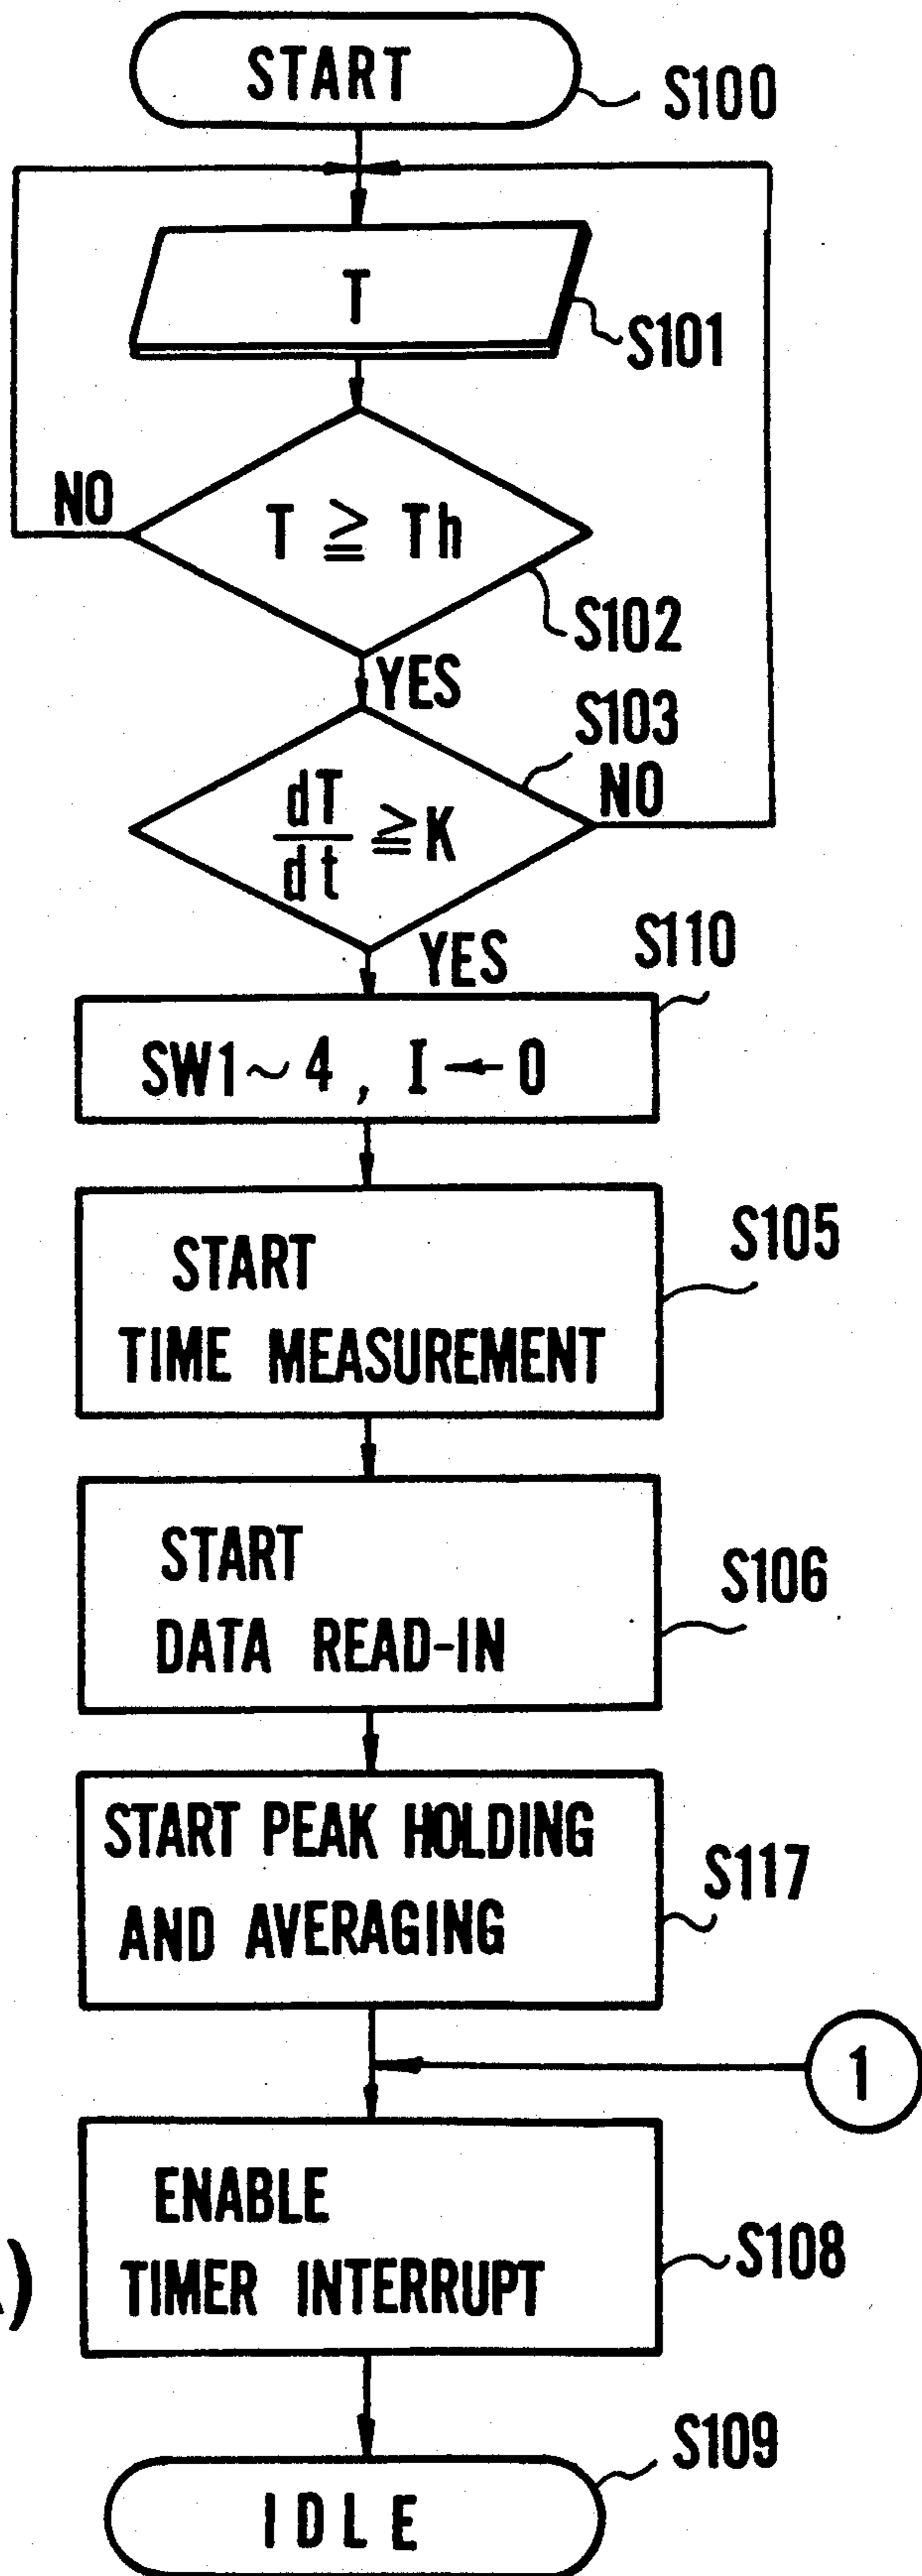 START
S100
T
S101
NO
T ≧ Th
S102
YES
S103
dT
dt
≧K
NO
YES
S110
SW1~4 , I ← 0
START
S105
TIME MEASUREMENT
START
S106
DATA READ-IN
START PEAK HOLDING
S117
AND AVERAGING
1
ENABLE
)
TIMER INTERRUPT
S108
S109
IDLE